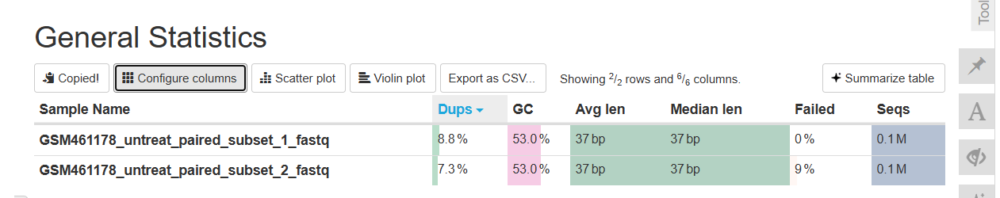 Tool
General Statistics
Copied! Configure columns Scatter plot Violin plot Export as CSV... Showing 2/2 rows and 6/6 columns. Summarize table
Sample Name Dups GC Avg len Median len Failed Seqs
GSM461178_untreat_paired_subset_1_fastq 8.8 % 53.0 % 37 bp 37 bp 0 % 0.1 M
GSM461178_untreat_paired_subset_2_fastq 7.3 % 53.0 % 37 bp 37 bp 9 % 0.1 M
A